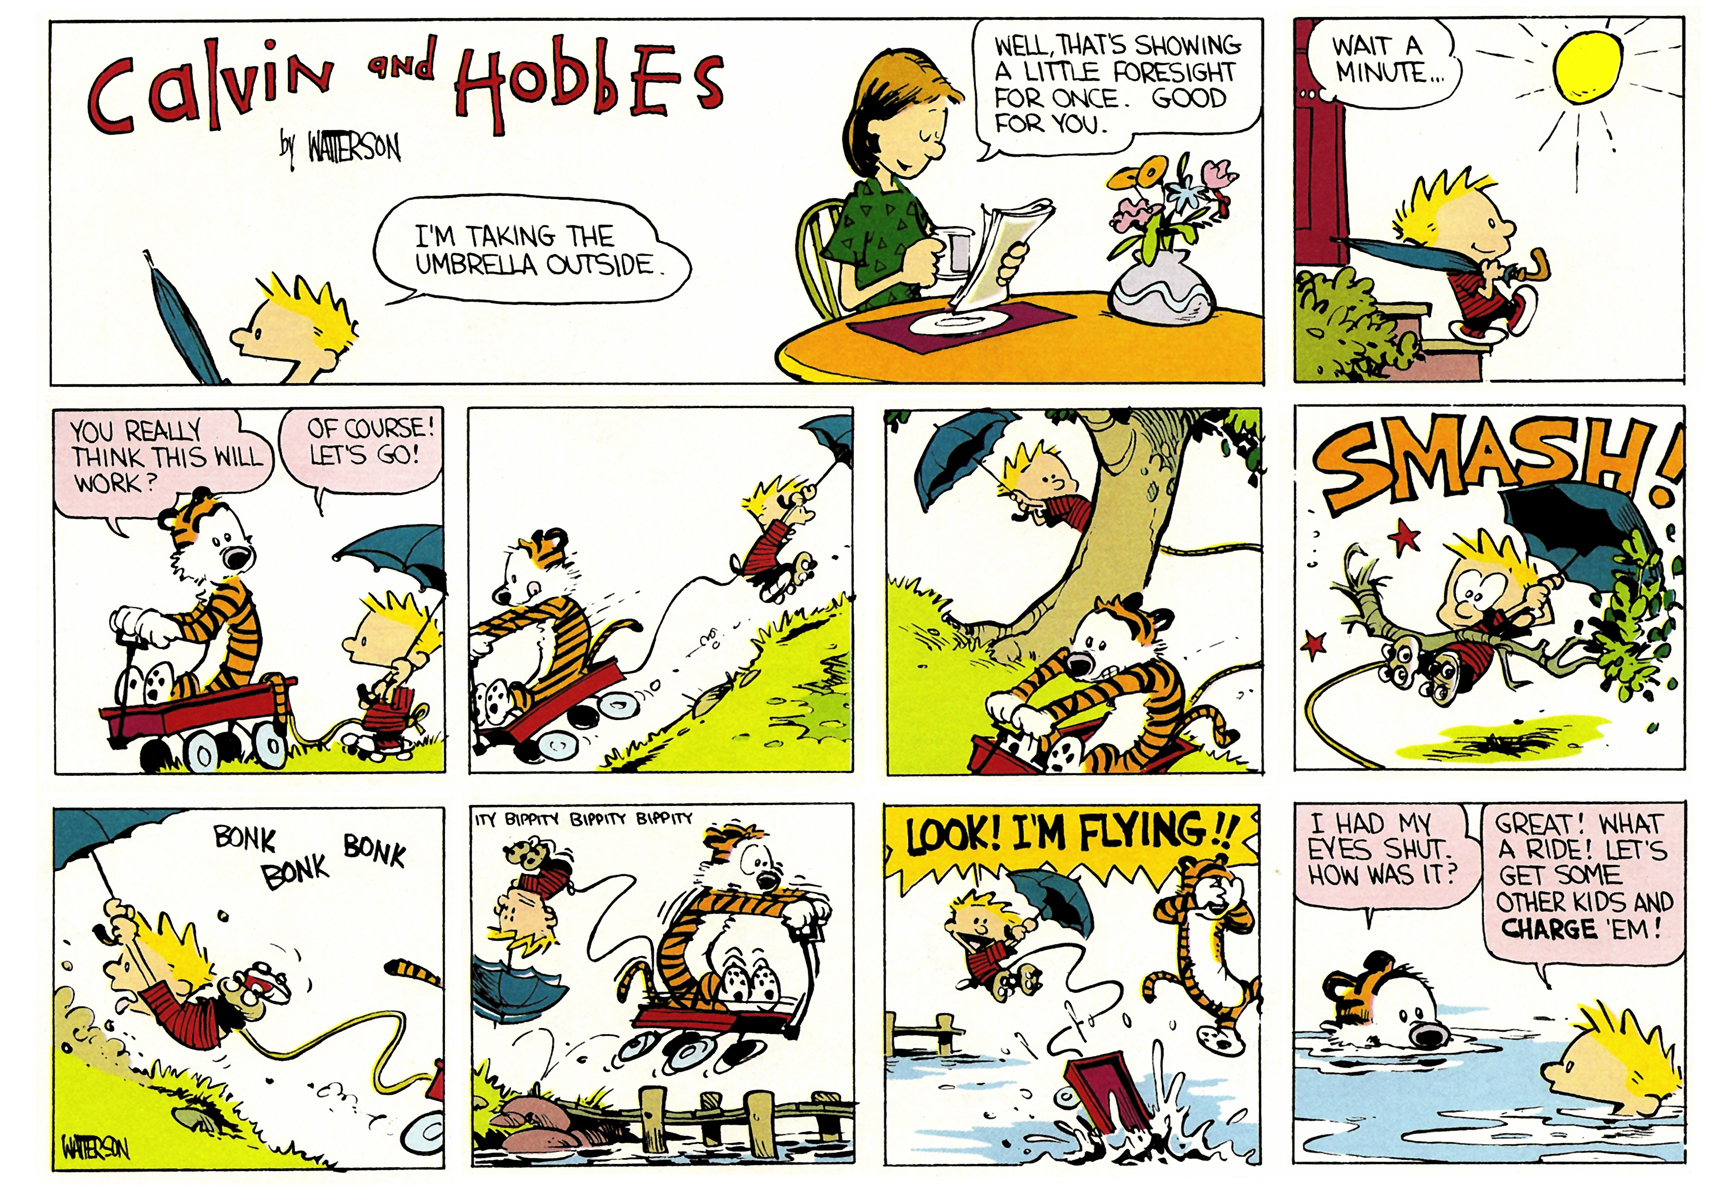 Calvin and HobbEs
by WATTERSON
I'M TAKING THE
UMBRELLA OUTSIDE.
WELL, THAT'S SHOWING
A LITTLE FORESIGHT
FOR ONCE. GOOD
FOR YOU.
WAIT A
MINUTE...
YOU REALLY
THINK THIS WILL
WORK?
OF COURSE!
LET'S GO!
SMASH!
BONK
BONK
BONK
WATTERSON
ITY BIPPITY BIPPITY BIPPITY
LOOK! I'M FLYING!!
I HAD MY
EYES SHUT.
HOW WAS IT?
GREAT! WHAT
A RIDE! LET'S
GET SOME
OTHER KIDS AND
CHARGE 'EM!